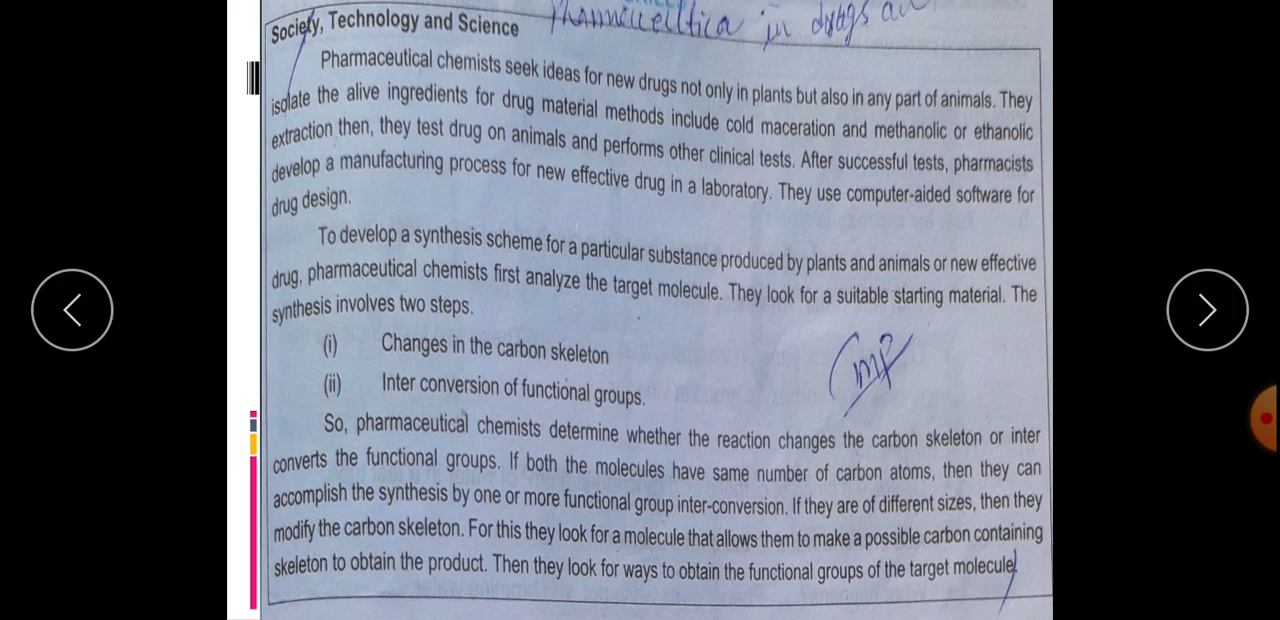 Society, Technology and Science
in drugs
Pharmaceutical chemists seek ideas for new drugs not only in plants but also in any part of animals. They
isolate the alive ingredients for drug material methods include cold maceration and methanolic or ethanolic
extraction then, they test drug on animals and performs other clinical tests. After successful tests, pharmacists
develop a manufacturing process for new effective drug in a laboratory. They use computer-aided software for
drug design.
To develop a synthesis scheme for a particular substance produced by plants and animals or new effective
drug, pharmaceutical chemists first analyze the target molecule. They look for a suitable starting material. The
synthesis involves two steps.
(i) Changes in the carbon skeleton
(ii) Inter conversion of functional groups.
So, pharmaceutical chemists determine whether the reaction changes the carbon skeleton or inter
converts the functional groups. If both the molecules have same number of carbon atoms, then they can
accomplish the synthesis by one or more functional group inter-conversion. If they are of different sizes, then they
modify the carbon skeleton. For this they look for a molecule that allows them to make a possible carbon containing
skeleton to obtain the product. Then they look for ways to obtain the functional groups of the target molecule.